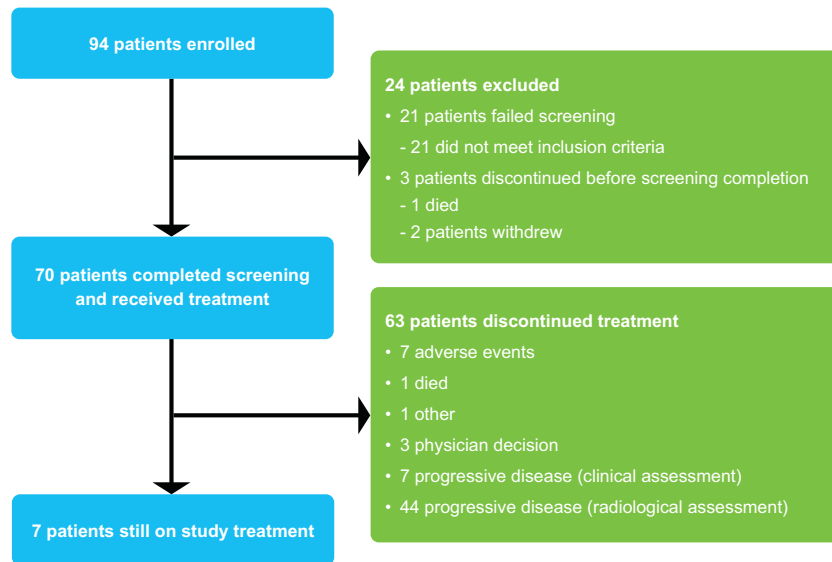 94 patients enrolled
24 patients excluded
• 21 patients failed screening
- 21 did not meet inclusion criteria
• 3 patients discontinued before screening completion
- 1 died
- 2 patients withdrew
70 patients completed screening
and received treatment
63 patients discontinued treatment
• 7 adverse events
• 1 died
• 1 other
• 3 physician decision
• 7 progressive disease (clinical assessment)
• 44 progressive disease (radiological assessment)
7 patients still on study treatment